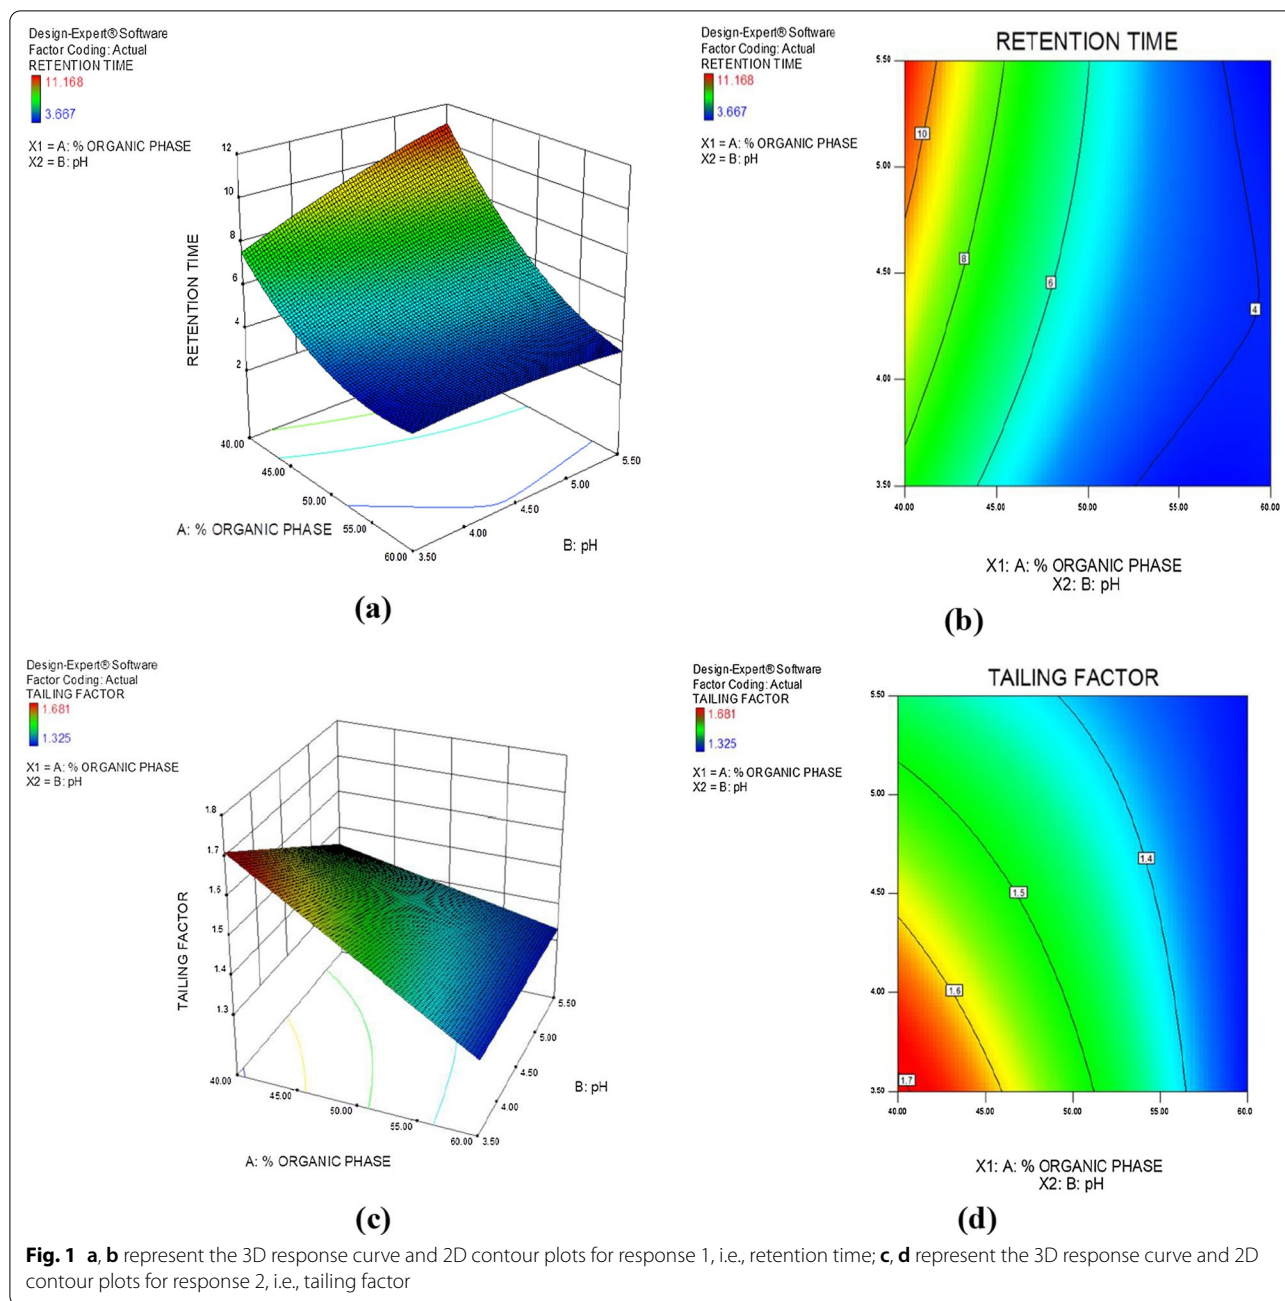 Design-Expert® Software
Factor Coding: Actual
RETENTION TIME
11.168
3.667
X1 = A: % ORGANIC PHASE
X2 = B: pH
12
10
8
6
4
2
RETENTION TIME
40.00
45.00
50.00
55.00
60.00
A: % ORGANIC PHASE
3.50
4.00
4.50
5.00
5.50
B: pH
(a)
Design-Expert® Software
Factor Coding: Actual
RETENTION TIME
11.168
3.667
X1 = A: % ORGANIC PHASE
X2 = B: pH
RETENTION TIME
5.50
5.00
4.50
4.00
3.50
10
8
6
4
40.00
45.00
50.00
55.00
60.00
X1: A: % ORGANIC PHASE
X2: B: pH
(b)
Design-Expert® Software
Factor Coding: Actual
TAILING FACTOR
1.681
1.325
X1 = A: % ORGANIC PHASE
X2 = B: pH
1.8
1.7
1.6
1.5
1.4
1.3
TAILING FACTOR
40.00
45.00
50.00
55.00
60.00
A: % ORGANIC PHASE
3.50
4.00
4.50
5.00
5.50
B: pH
(c)
Design-Expert® Software
Factor Coding: Actual
TAILING FACTOR
1.681
1.325
X1 = A: % ORGANIC PHASE
X2 = B: pH
TAILING FACTOR
5.50
5.00
4.50
4.00
3.50
1.4
1.5
1.6
1.7
40.00
45.00
50.00
55.00
60.0
X1: A: % ORGANIC PHASE
X2: B: pH
(d)
Fig. 1 a, b represent the 3D response curve and 2D contour plots for response 1, i.e., retention time; c, d represent the 3D response curve and 2D
contour plots for response 2, i.e., tailing factor